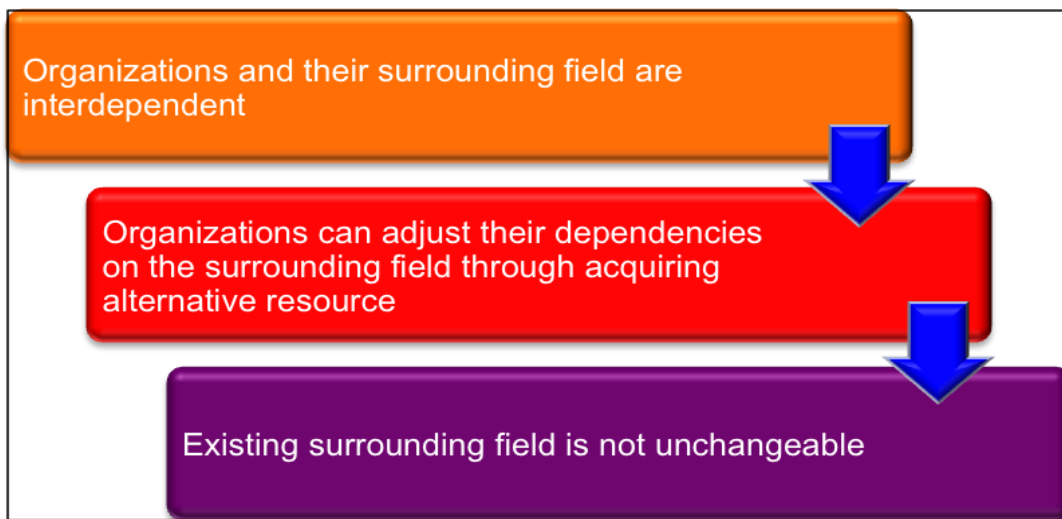 Organizations and their surrounding field are
interdependent
Organizations can adjust their dependencies
on the surrounding field through acquiring
alternative resource
Existing surrounding field is not unchangeable